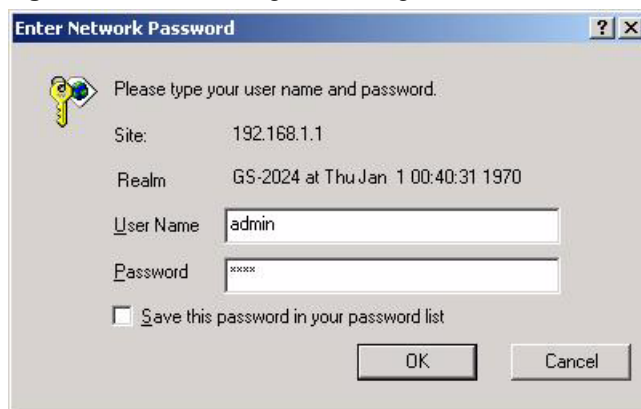 Enter Network Password
Please type your user name and password.
Site: 192.168.1.1
Realm GS-2024 at Thu Jan 1 00:40:31 1970
User Name admin
Password ****
Save this password in your password list
OK Cancel